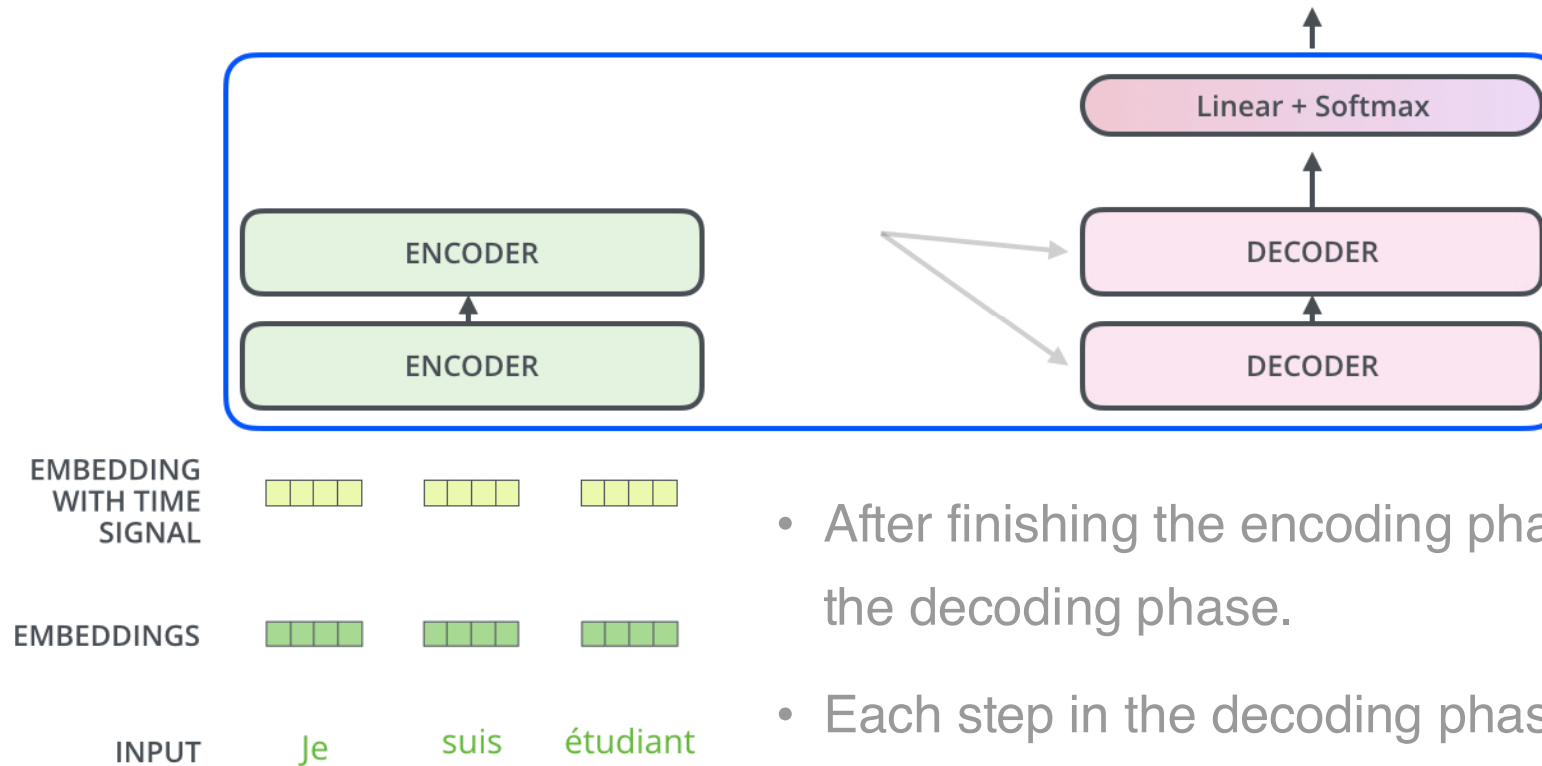 Linear + Softmax
ENCODER
DECODER
ENCODER
DECODER
EMBEDDING
WITH TIME
SIGNAL
• After finishing the encoding pha
the decoding phase.
EMBEDDINGS
• Each step in the decoding phas
INPUT Je suis étudiant